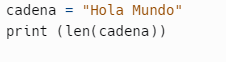 cadena = "Hola Mundo"
print (len(cadena))